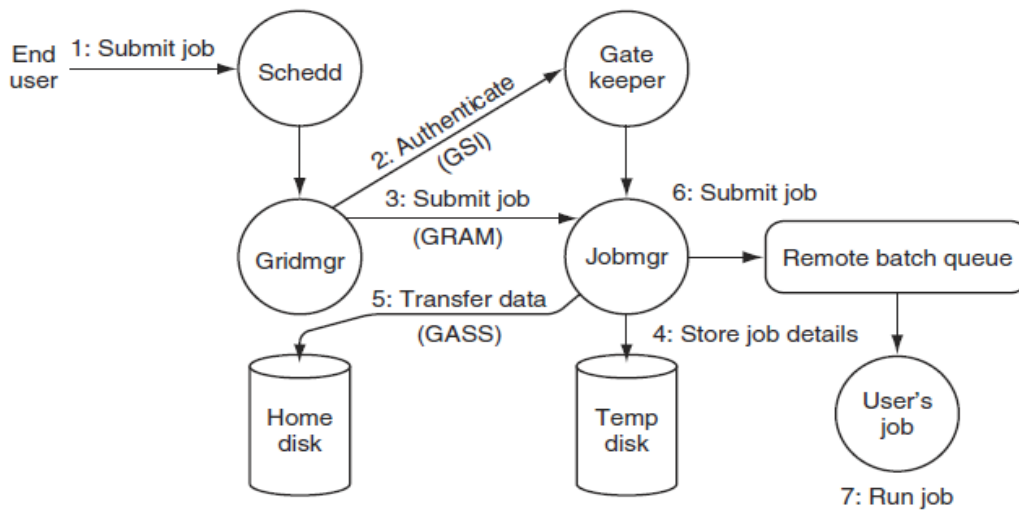 End
user
1: Submit job
Schedd
Gate
keeper
2: Authenticate
(GSI)
3: Submit job
(GRAM)
6: Submit job
Gridmgr
Jobmgr
Remote batch queue
5: Transfer data
(GASS)
4: Store job details
Home
disk
Temp
disk
User's
job
7: Run job